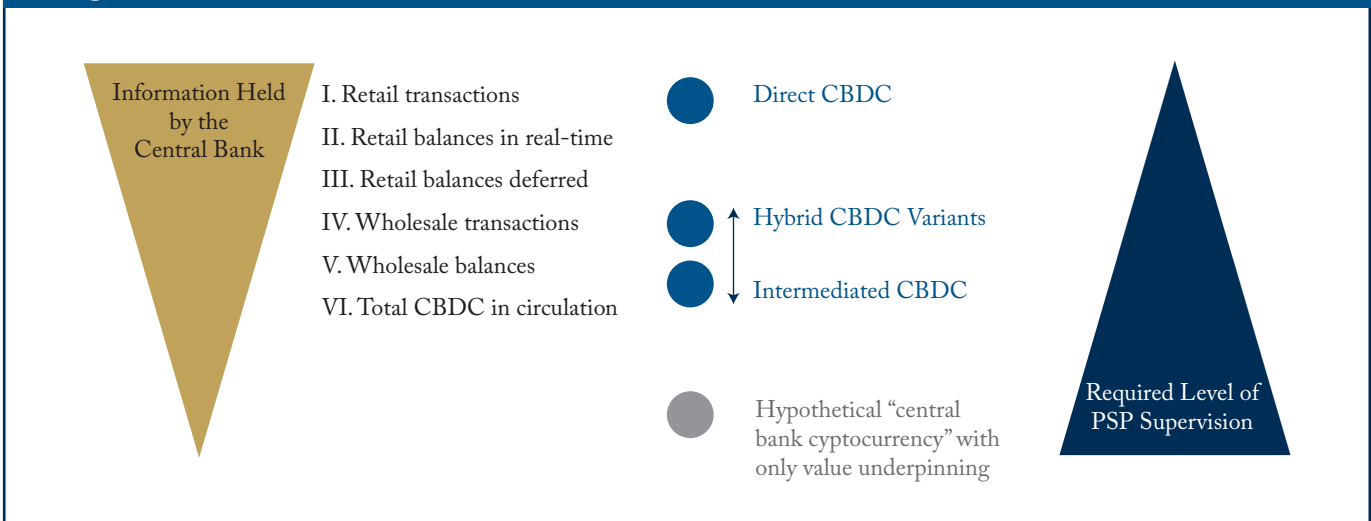 Information Held
by the
Central Bank
I. Retail transactions
II. Retail balances in real-time
III. Retail balances deferred
IV. Wholesale transactions
V. Wholesale balances
VI. Total CBDC in circulation
Direct CBDC
Hybrid CBDC Variants
Intermediated CBDC
Hypothetical “central
bank cyptocurrency” with
only value underpinning
Required Level of
PSP Supervision